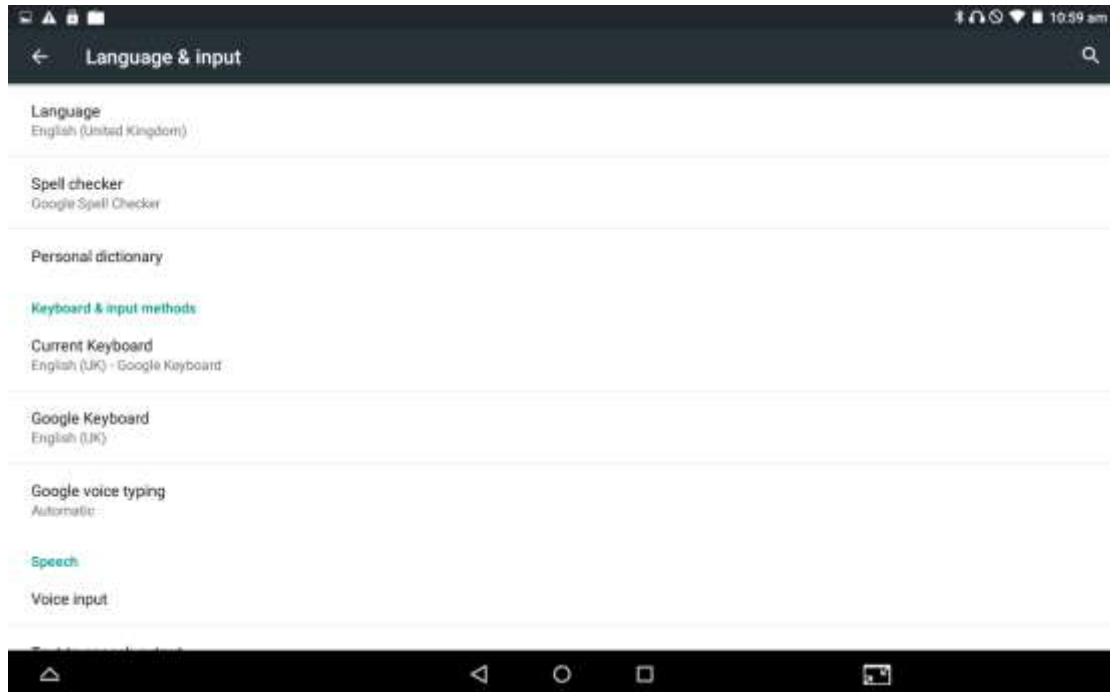 10:59 am
Language & input
Language
English (United Kingdom)
Spell checker
Google Spell Checker
Personal dictionary
Keyboard & input methods
Current Keyboard
English (UK) - Google Keyboard
Google Keyboard
English (UK)
Google voice typing
Automatic
Speech
Voice input